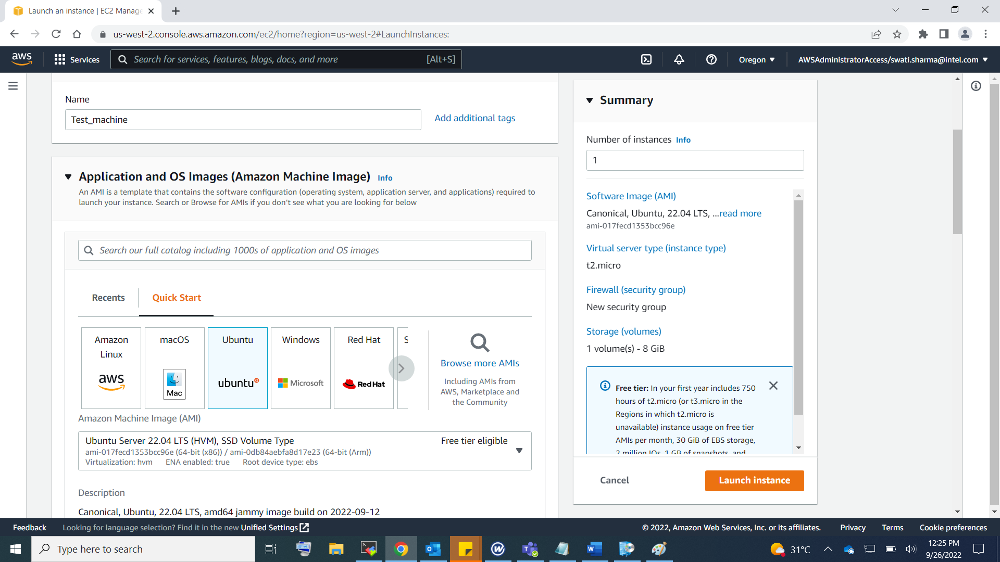 Launch an instance | EC2 Manage
us-west-2.console.aws.amazon.com/ec2/home?region=us-west-2#LaunchInstances:
aws
Services
Search for services, features, blogs, docs, and more
[Alt+S]
Oregon
AWSAdministratorAccess/swati.sharma@intel.com
Name
Test_machine
Add additional tags
Application and OS Images (Amazon Machine Image) Info
An AMI is a template that contains the software configuration (operating system, application server, and applications) required to
launch your instance. Search or Browse for AMIs if you don't see what you are looking for below
Search our full catalog including 1000s of application and OS images
Recents
Quick Start
Amazon
Linux
aws
macOS
Mac
Ubuntu
ubuntu
Windows
Microsoft
Red Hat
Red Hat
S
Browse more AMIs
Including AMIs from
AWS, Marketplace and
the Community
Amazon Machine Image (AMI)
Ubuntu Server 22.04 LTS (HVM), SSD Volume Type
Free tier eligible
ami-017fecd1353bcc96e (64-bit (x86)) / ami-0db84aebfa8d17e23 (64-bit (Arm))
Virtualization: hvm ENA enabled: true Root device type: ebs
Description
Canonical, Ubuntu, 22.04 LTS, amd64 jammy image build on 2022-09-12
Summary
Number of instances Info
1
Software Image (AMI)
Canonical, Ubuntu, 22.04 LTS, ...read more
ami-017fecd1353bcc96e
Virtual server type (instance type)
t2.micro
Firewall (security group)
New security group
Storage (volumes)
1 volume(s) - 8 GiB
Free tier: In your first year includes 750
hours of t2.micro (or t3.micro in the
Regions in which t2.micro is
unavailable) instance usage on free tier
AMIs per month, 30 GiB of EBS storage,
2 million IOs, 1 GB of snapshots, and
Cancel
Launch instance
Feedback
Looking for language selection? Find it in the new Unified Settings
© 2022, Amazon Web Services, Inc. or its affiliates.
Privacy
Terms
Cookie preferences
Type here to search
31°C
12:25 PM
9/26/2022